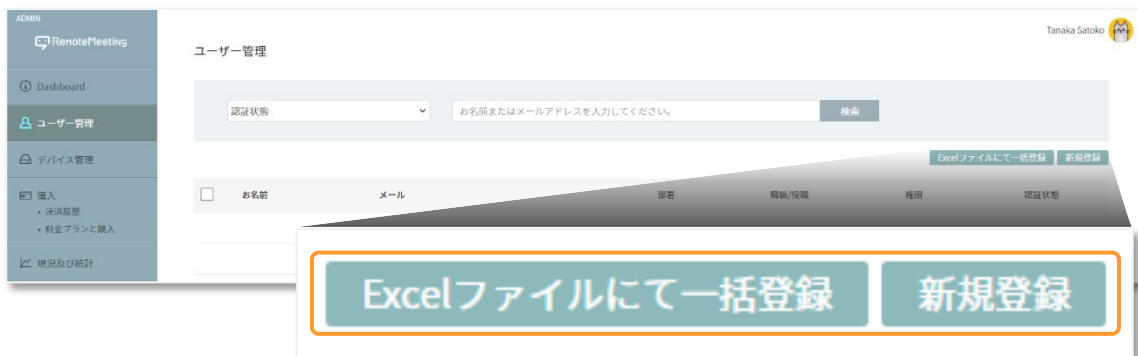 ADMIN
RemoteMeeting
Tanaka Satoko
ユーザー管理
Dashboard
ユーザー管理
デバイス管理
購入
・決済履歴
・料金プランと購入
現況及び統計
認証状態
お名前またはメールアドレスを入力してください。
検索
Excelファイルにて一括登録 新規登録
お名前 メール 部署 職級/役職 権限 認証状態
Excelファイルにて一括登録 新規登録